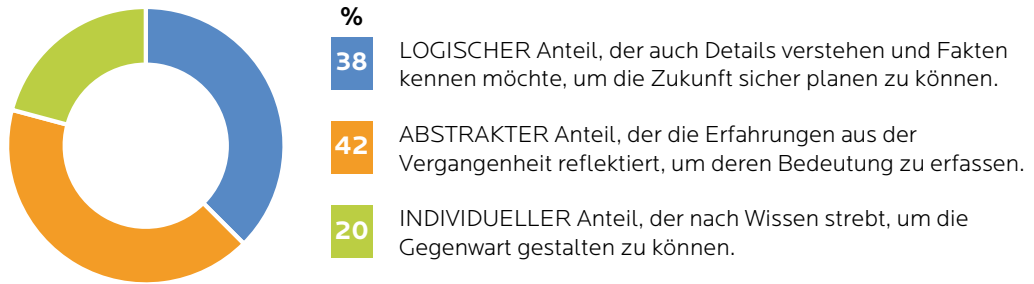 %
38
LOGISCHER Anteil, der auch Details verstehen und Fakten
kennen möchte, um die Zukunft sicher planen zu können.
42
ABSTRAKTER Anteil, der die Erfahrungen aus der
Vergangenheit reflektiert, um deren Bedeutung zu erfassen.
20
INDIVIDUELLER Anteil, der nach Wissen strebt, um die
Gegenwart gestalten zu können.